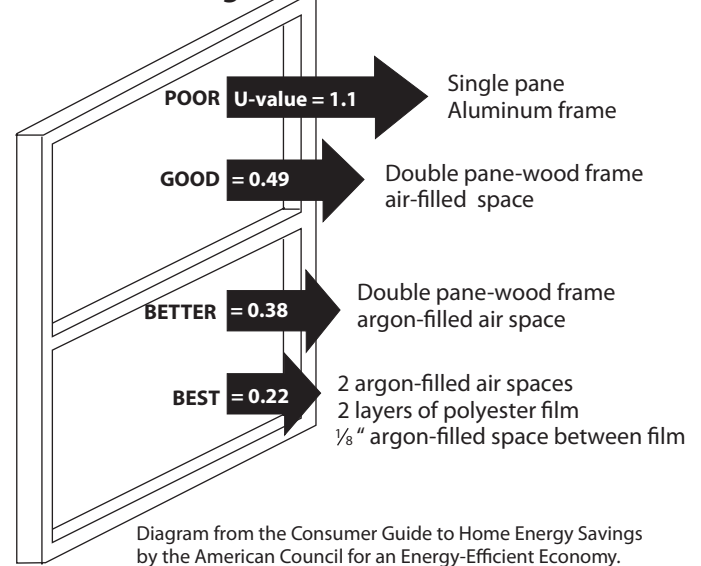 POOR U-value = 1.1 Single pane
Aluminum frame
GOOD = 0.49 Double pane-wood frame
air-filled space
BETTER = 0.38 Double pane-wood frame
argon-filled air space
BEST = 0.22 2 argon-filled air spaces
2 layers of polyester film
⅛ “ argon-filled space between film
Diagram from the Consumer Guide to Home Energy Savings
by the American Council for an Energy-Efficient Economy.